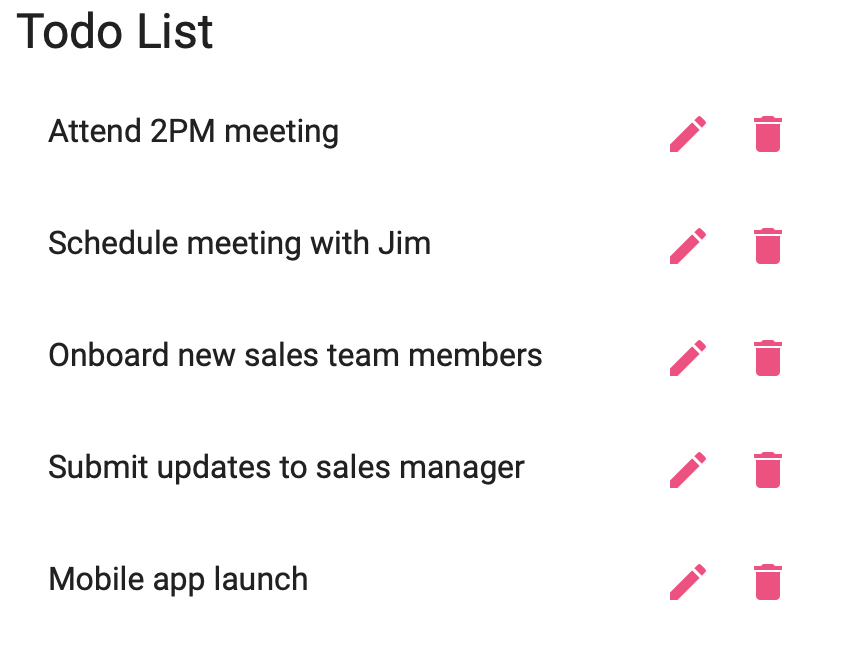 Todo List
Attend 2PM meeting
Schedule meeting with Jim
Onboard new sales team members
Submit updates to sales manager
Mobile app launch